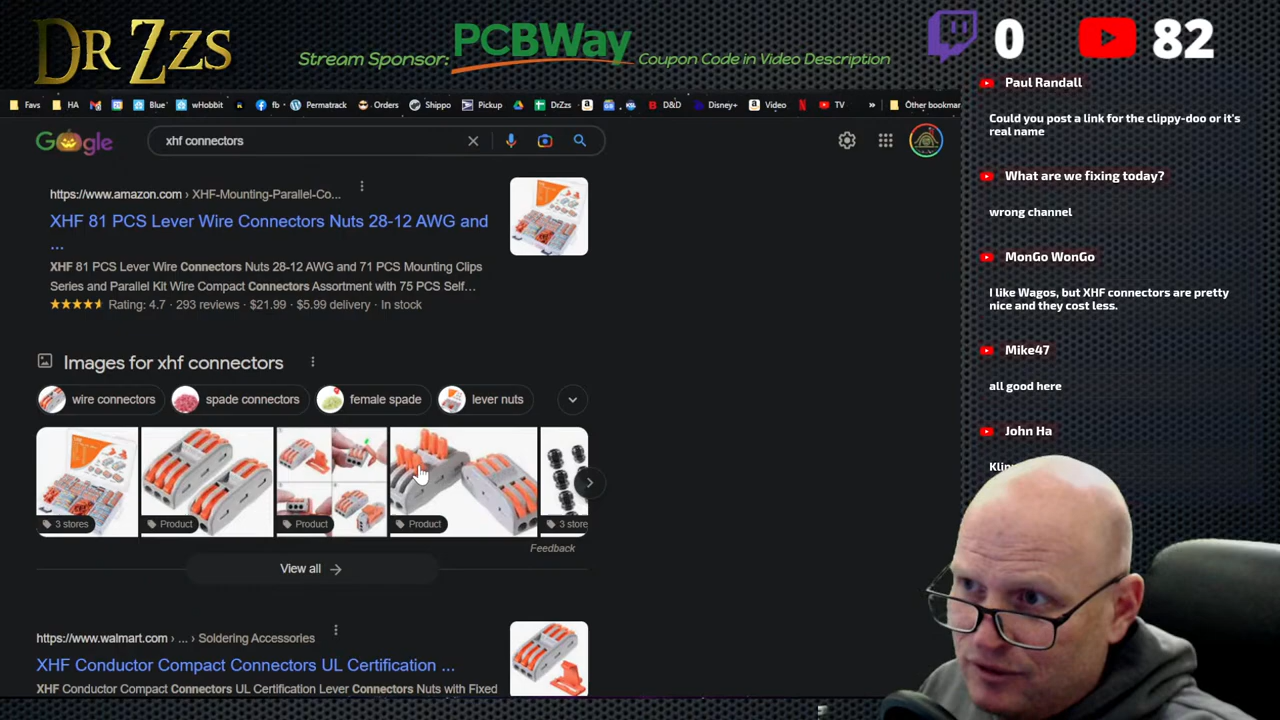 DR ZZS
Stream Sponsor: PCBWay Coupon Code in Video Description
0
82
Favs
HA
Blue
wHobbit
fb
Permatrack
Orders
Shippo
Pickup
DrZzs
D&D
Disney+
Video
TV
»
Other bookmar
Google
xhf connectors
https://www.amazon.com › XHF-Mounting-Parallel-Co...
XHF 81 PCS Lever Wire Connectors Nuts 28-12 AWG and
...
XHF 81 PCS Lever Wire Connectors Nuts 28-12 AWG and 71 PCS Mounting Clips
Series and Parallel Kit Wire Compact Connectors Assortment with 75 PCS Self...
Rating: 4.7 · 293 reviews · $21.99 · $5.99 delivery · In stock
Images for xhf connectors
wire connectors
spade connectors
female spade
lever nuts
3 stores
Product
Product
Product
3 store
Feedback
View all
https://www.walmart.com › ... › Soldering Accessories
XHF Conductor Compact Connectors UL Certification ...
XHF Conductor Compact Connectors UL Certification Lever Connectors Nuts with Fixed
Paul Randall
Could you post a link for the clippy-doo or it's
real name
What are we fixing today?
wrong channel
MonGo WonGo
I like Wagos, but XHF connectors are pretty
nice and they cost less.
Mike47
all good here
John Ha